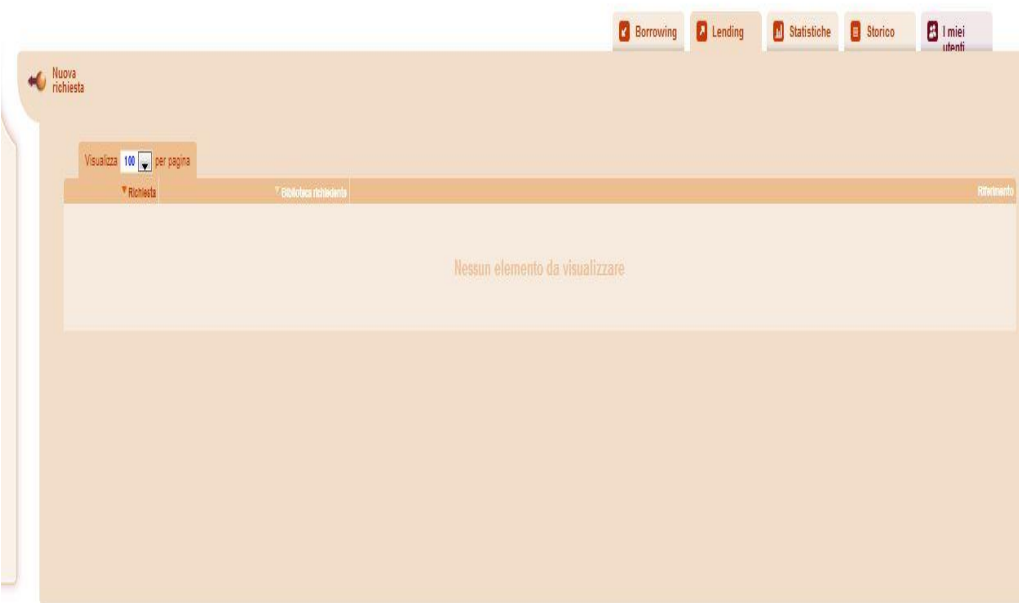 Borrowing Lending Statistiche Storico I miei
utenti
Nuova
richiesta
Visualizza 100 per pagina
Richiesta Biblioteca richiedente Riferimento
Nessun elemento da visualizzare